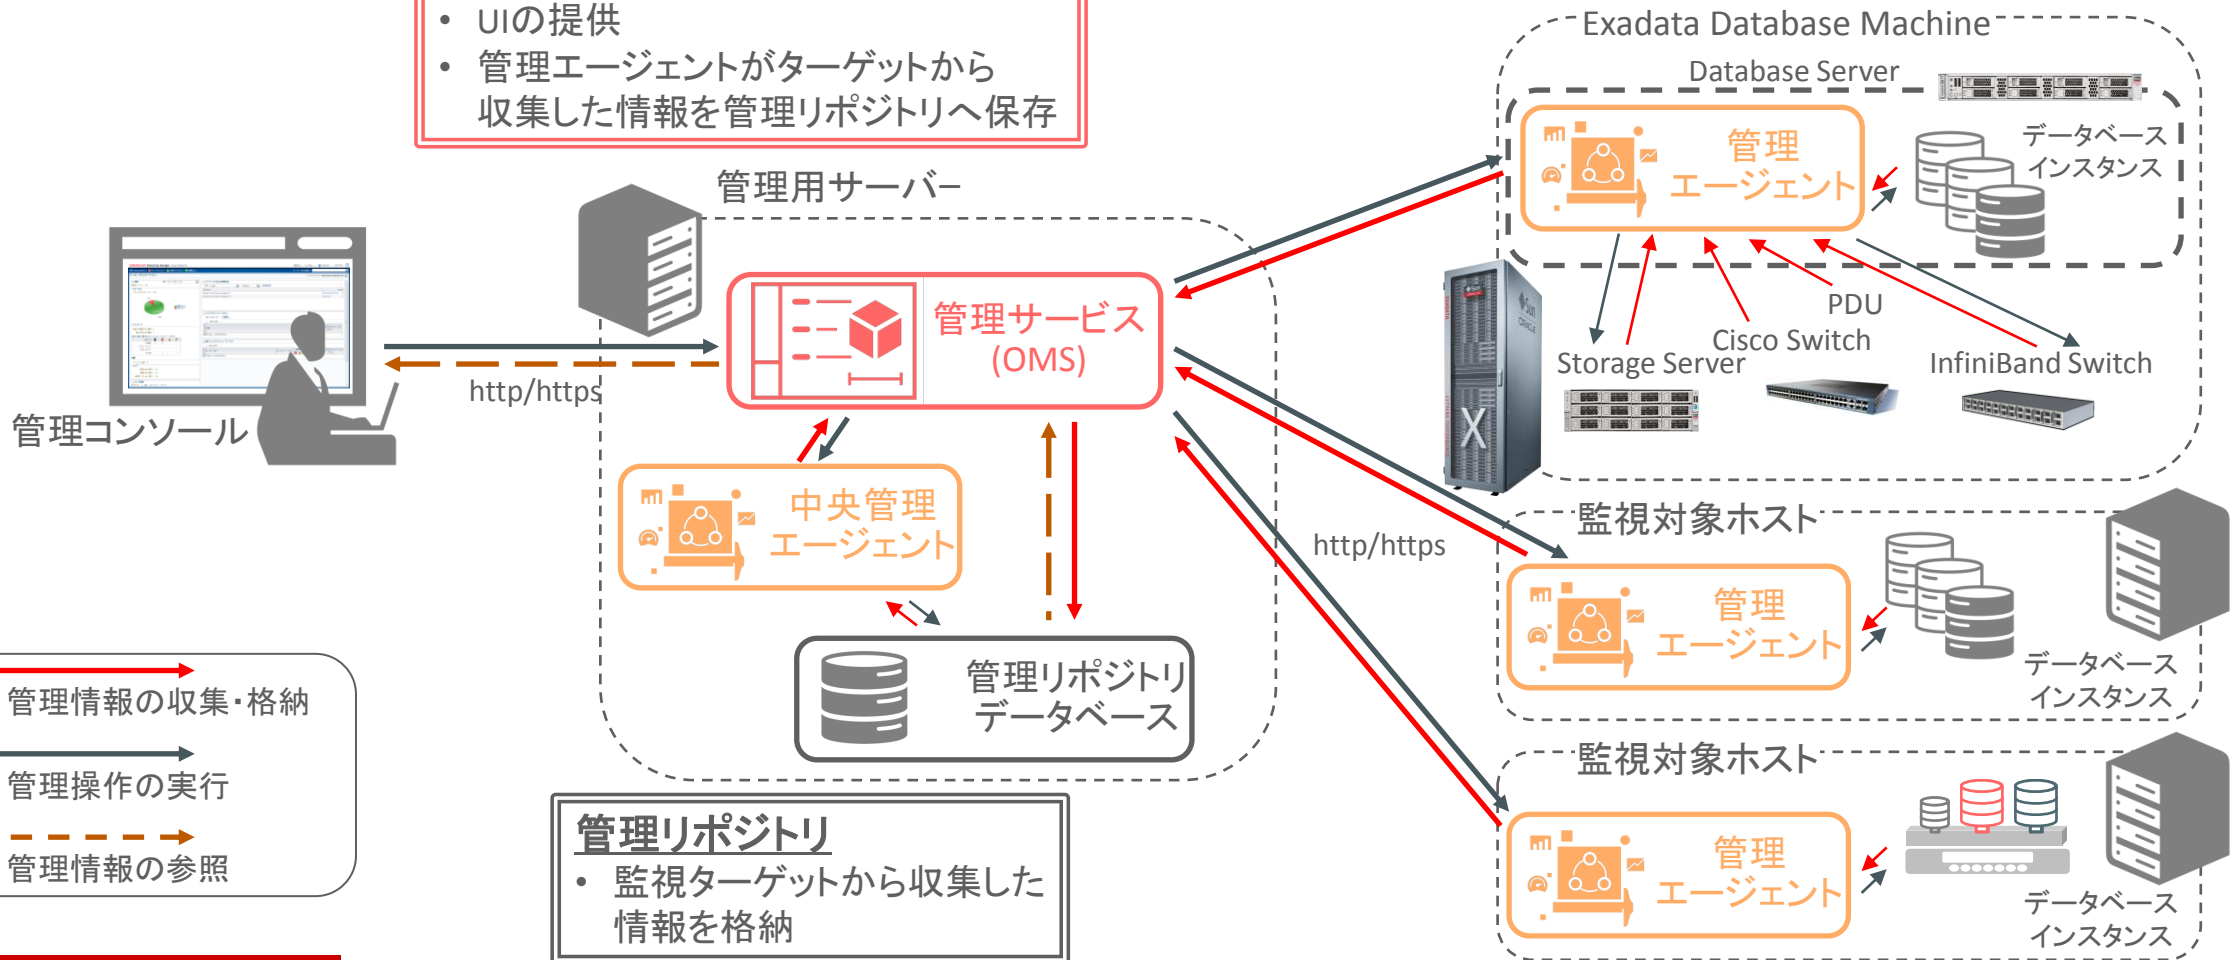 • UIの提供
• 管理エージェントがターゲットから
収集した情報を管理リポジトリへ保存
Exadata Database Machine
Database Server
管理
エージェント
データベース
インスタンス
PDU
Cisco Switch
Storage Server
InfiniBand Switch
管理用サーバー
管理サービス
(OMS)
http/https
管理コンソール
中央管理
エージェント
管理リポジトリ
データベース
http/https
監視対象ホスト
管理
エージェント
データベース
インスタンス
監視対象ホスト
管理
エージェント
データベース
インスタンス
管理情報の収集・格納
管理操作の実行
管理情報の参照
管理リポジトリ
• 監視ターゲットから収集した
情報を格納
Sun
X